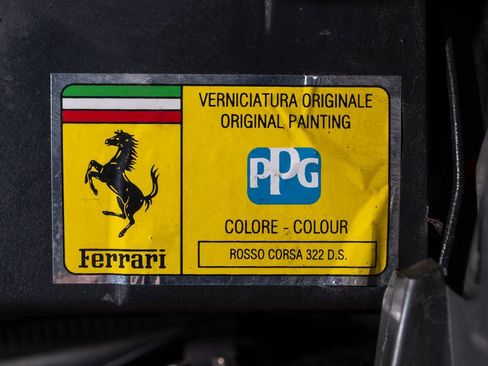 VERNICIATURA ORIGINALE
ORIGINAL PAINTING
PPG
COLORE - COLOUR
ROSSO CORSA 322 D.S.
Ferrari